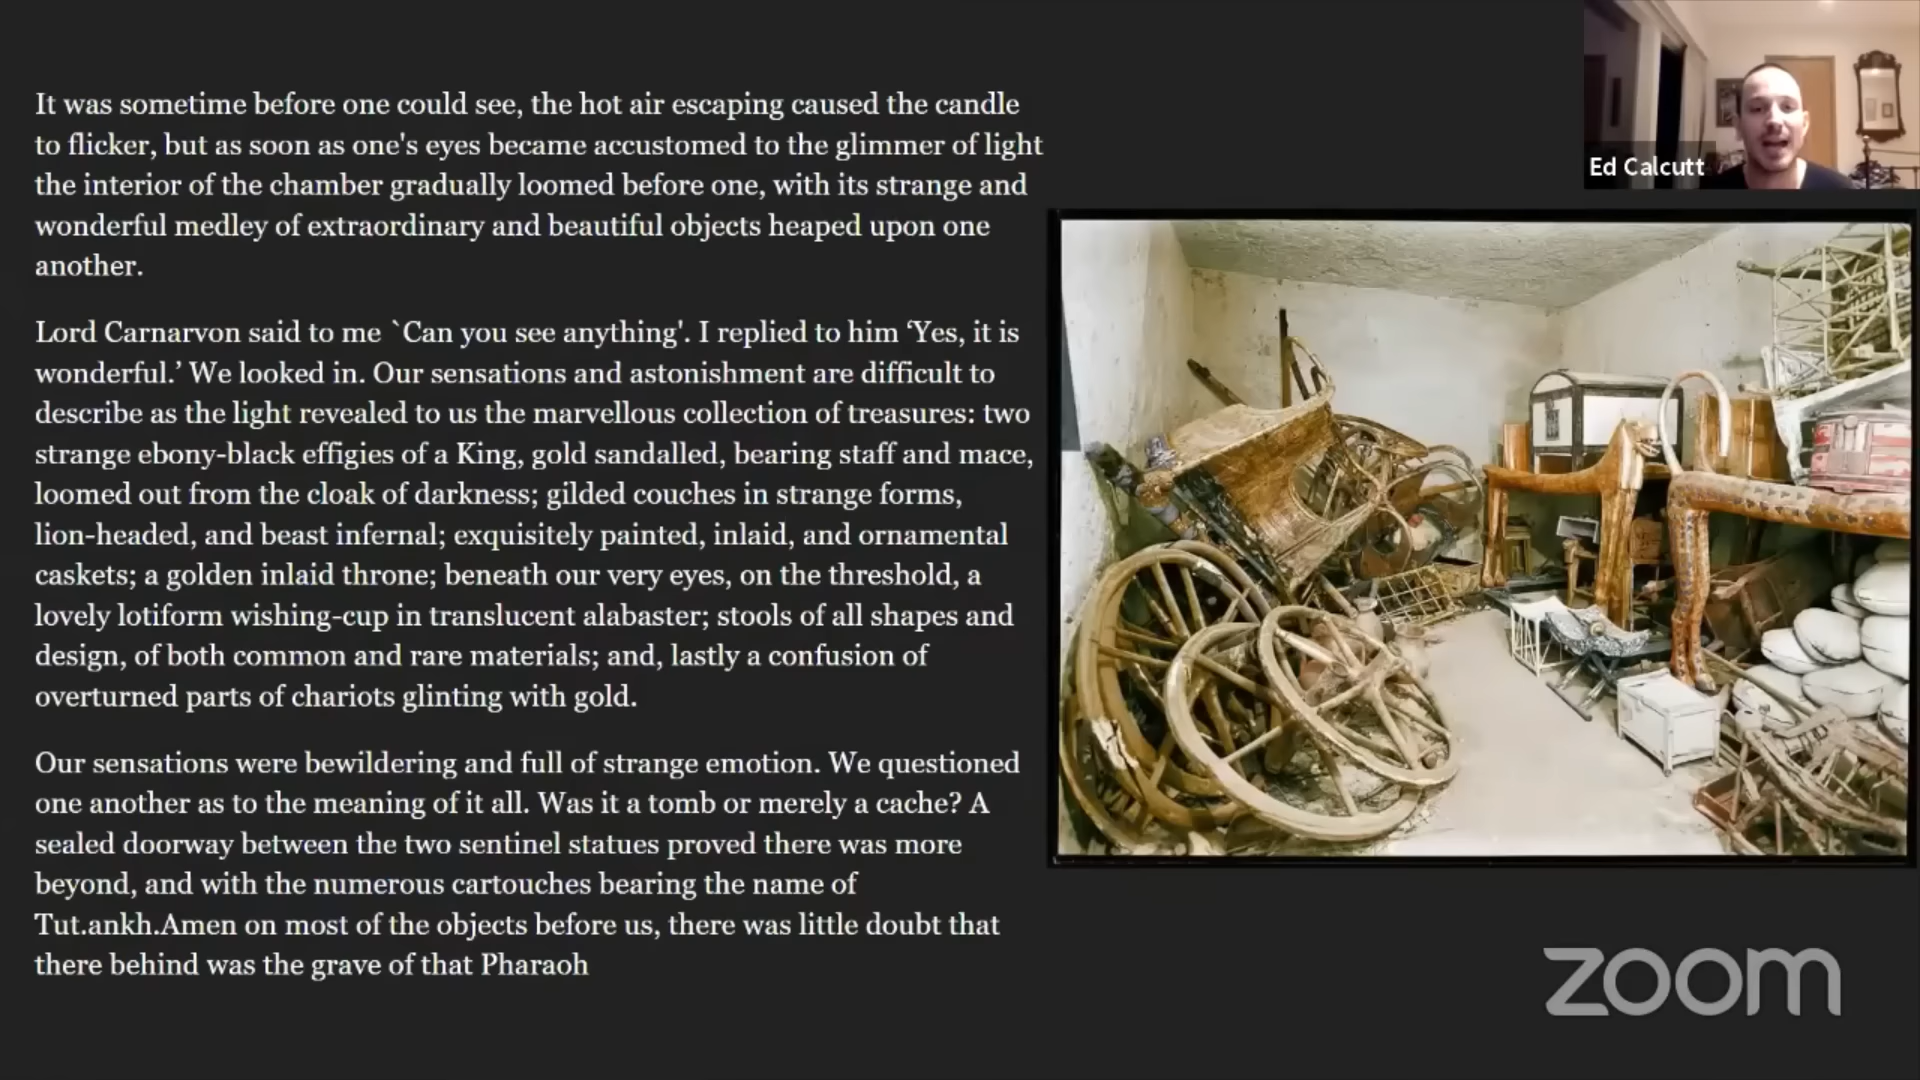 It was sometime before one could see, the hot air escaping caused the candle
to flicker, but as soon as one's eyes became accustomed to the glimmer of light
the interior of the chamber gradually loomed before one, with its strange and
wonderful medley of extraordinary and beautiful objects heaped upon one
another.
Lord Carnarvon said to me `Can you see anything'. I replied to him ‘Yes, it is
wonderful.’ We looked in. Our sensations and astonishment are difficult to
describe as the light revealed to us the marvellous collection of treasures: two
strange ebony-black effigies of a King, gold sandalled, bearing staff and mace,
loomed out from the cloak of darkness; gilded couches in strange forms,
lion-headed, and beast infernal; exquisitely painted, inlaid, and ornamental
caskets; a golden inlaid throne; beneath our very eyes, on the threshold, a
lovely lotiform wishing-cup in translucent alabaster; stools of all shapes and
design, of both common and rare materials; and, lastly a confusion of
overturned parts of chariots glinting with gold.
Our sensations were bewildering and full of strange emotion. We questioned
one another as to the meaning of it all. Was it a tomb or merely a cache? A
sealed doorway between the two sentinel statues proved there was more
beyond, and with the numerous cartouches bearing the name of
Tut.ankh.Amen on most of the objects before us, there was little doubt that
there behind was the grave of that Pharaoh
Ed Calcutt
zoom